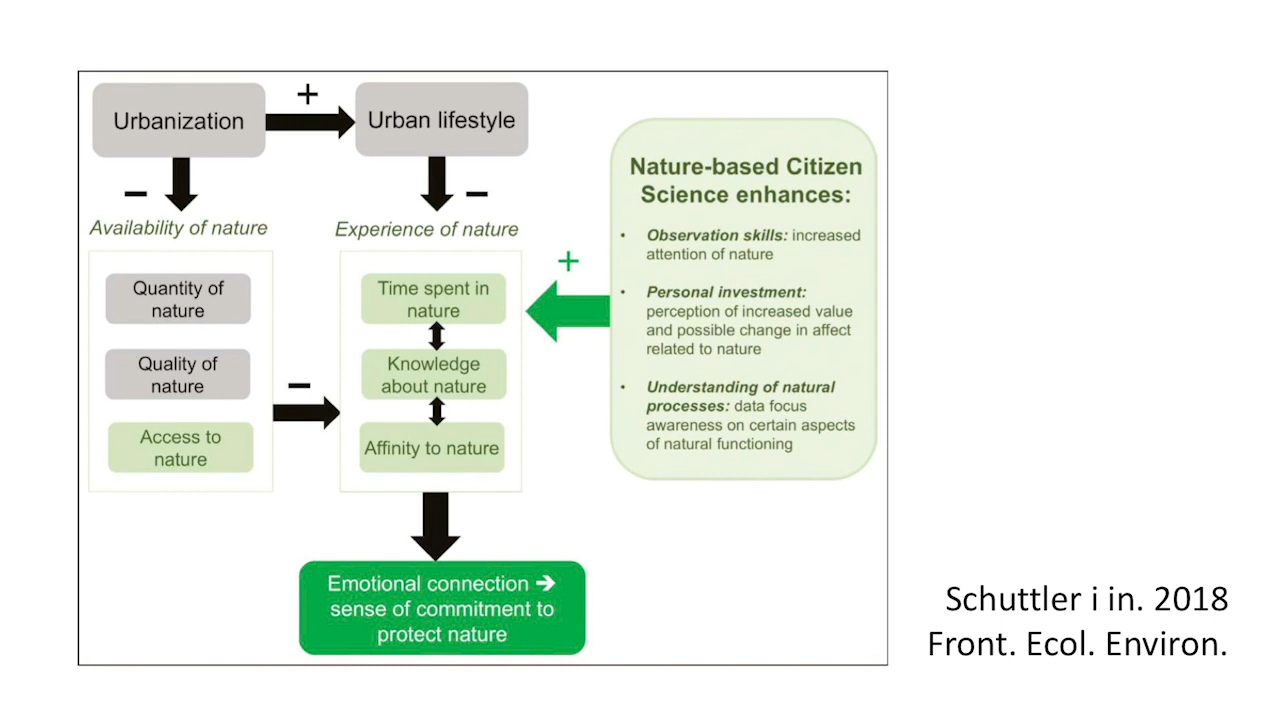 Urbanization
+
Urban lifestyle
−
−
Availability of nature
Experience of nature
Quantity of
nature
Quality of
nature
Access to
nature
−
Time spent in
nature
Knowledge
about nature
Affinity to nature
+
Nature-based Citizen
Science enhances:
• Observation skills: increased
attention of nature
• Personal investment:
perception of increased value
and possible change in affect
related to nature
• Understanding of natural
processes: data focus
awareness on certain aspects
of natural functioning
Emotional connection ➔
sense of commitment to
protect nature
Schuttler i in. 2018
Front. Ecol. Environ.